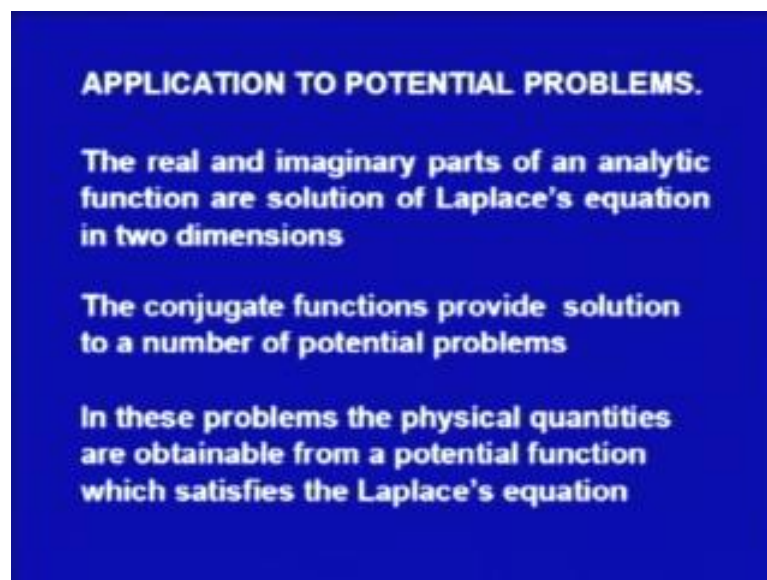 APPLICATION TO POTENTIAL PROBLEMS.
The real and imaginary parts of an analytic
function are solution of Laplace's equation
in two dimensions
The conjugate functions provide solution
to a number of potential problems
In these problems the physical quantities
are obtainable from a potential function
which satisfies the Laplace's equation